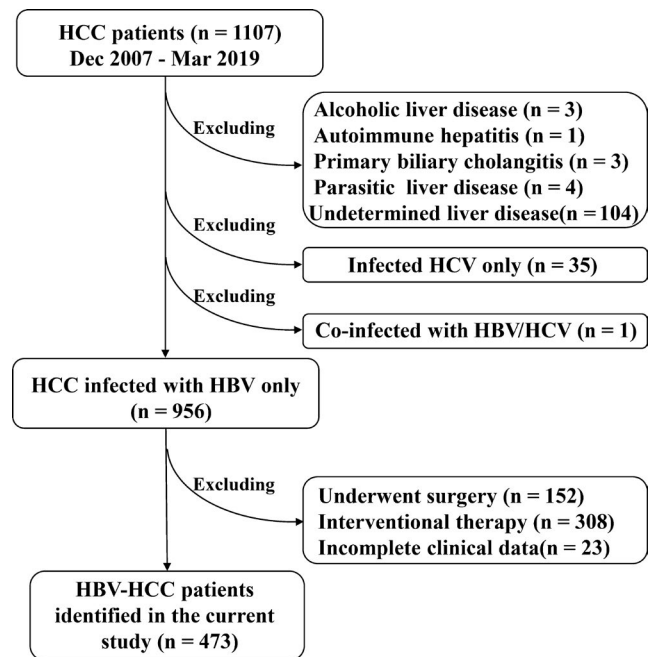 HCC patients (n = 1107)
Dec 2007 - Mar 2019
Excluding
Alcoholic liver disease (n = 3)
Autoimmune hepatitis (n = 1)
Primary biliary cholangitis (n = 3)
Parasitic liver disease (n = 4)
Undetermined liver disease(n = 104)
Excluding
Infected HCV only (n = 35)
Excluding
Co-infected with HBV/HCV (n = 1)
HCC infected with HBV only
(n = 956)
Excluding
Underwent surgery (n = 152)
Interventional therapy (n = 308)
Incomplete clinical data(n = 23)
HBV-HCC patients
identified in the current
study (n = 473)